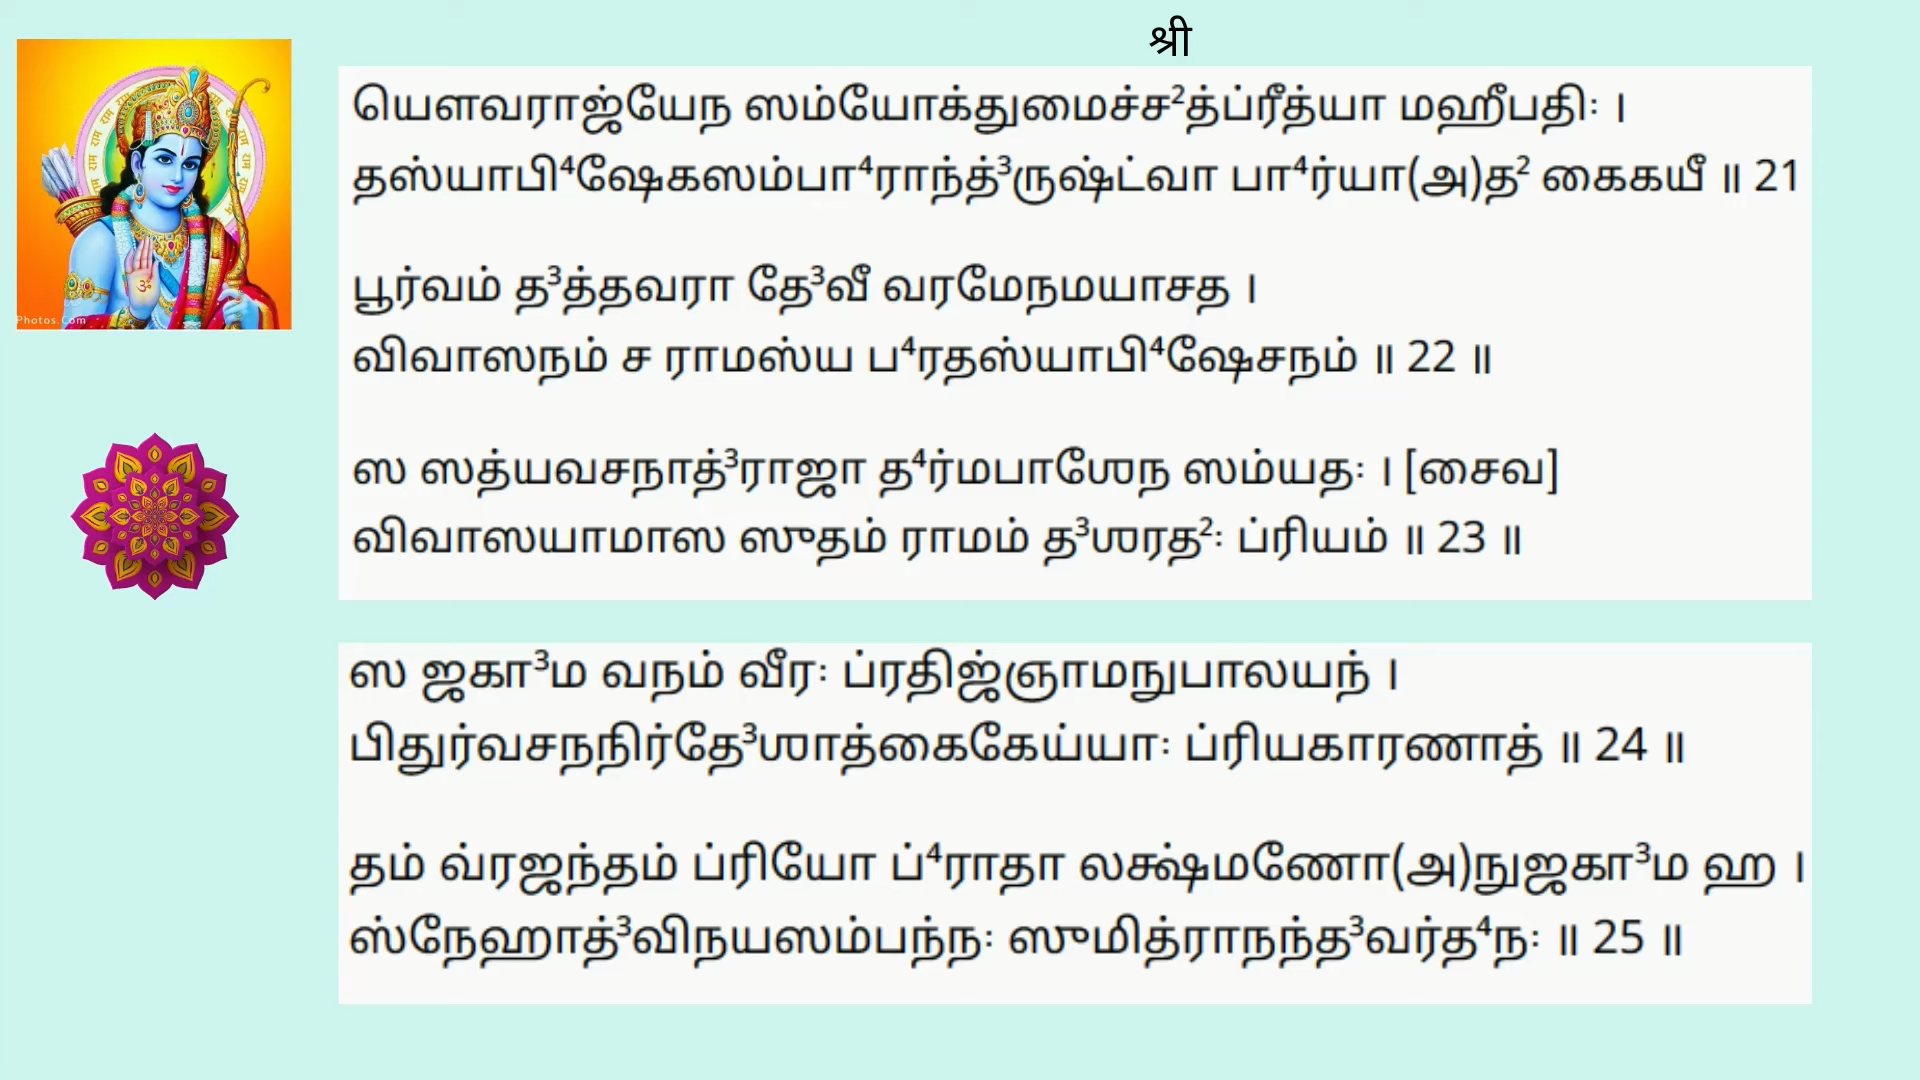 श्री
யௌவராஜ்யேந ஸம்யோக்துமைச்ச²த்ப்ரீத்யா மஹீபதி꞉ ।
தஸ்யாபி⁴ஷேகஸம்பா⁴ராந்த்³ருஷ்ட்வா பா⁴ர்யா(அ)த² கைகயீ ॥ 21
பூர்வம் த³த்தவரா தே³வீ வரமேநமயாசத ।
விவாஸநம் ச ராமஸ்ய ப⁴ரதஸ்யாபி⁴ஷேசநம் ॥ 22 ॥
ஸ ஸத்யவசநாத்³ராஜா த⁴ர்மபாஶேந ஸம்யத꞉ । [சைவ]
விவாஸயாமாஸ ஸுதம் ராமம் த³ஶரத²꞉ ப்ரியம் ॥ 23 ॥
ஸ ஜகா³ம வநம் வீர꞉ ப்ரதிஜ்ஞாமநுபாலயந் ।
பிதுர்வசநநிர்தே³ஶாத்கைகேய்யா꞉ ப்ரியகாரணாத் ॥ 24 ॥
தம் வ்ரஜந்தம் ப்ரியோ ப்⁴ராதா லக்ஷ்மணோ(அ)நுஜகா³ம ஹ ।
ஸ்நேஹாத்³விநயஸம்பந்ந꞉ ஸுமித்ராநந்த³வர்த⁴ந꞉ ॥ 25 ॥
Photos.Com